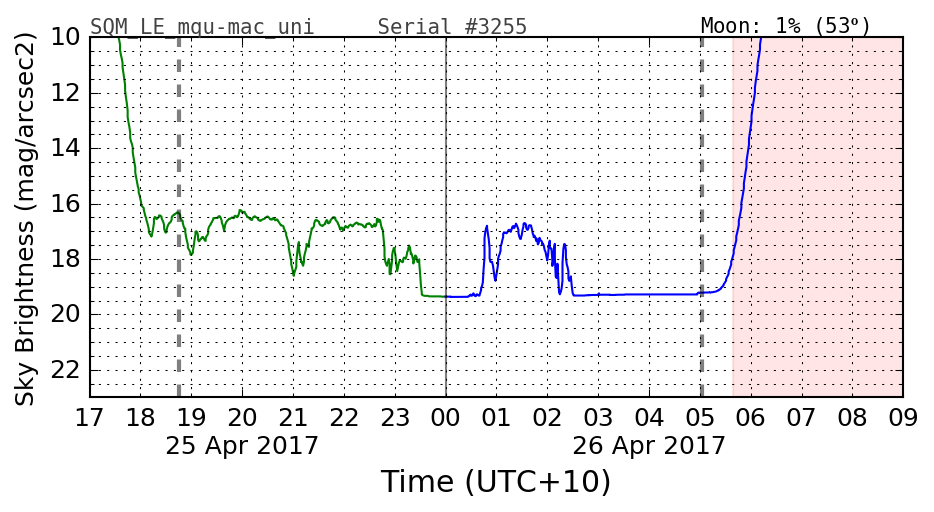 SQM_LE_mqu-mac_uni Serial #3255 Moon: 1% (53º)
Sky Brightness (mag/arcsec2)
10
12
14
16
18
20
22
17 18 19 20 21 22 23 00 01 02 03 04 05 06 07 08 09
25 Apr 2017 26 Apr 2017
Time (UTC+10)